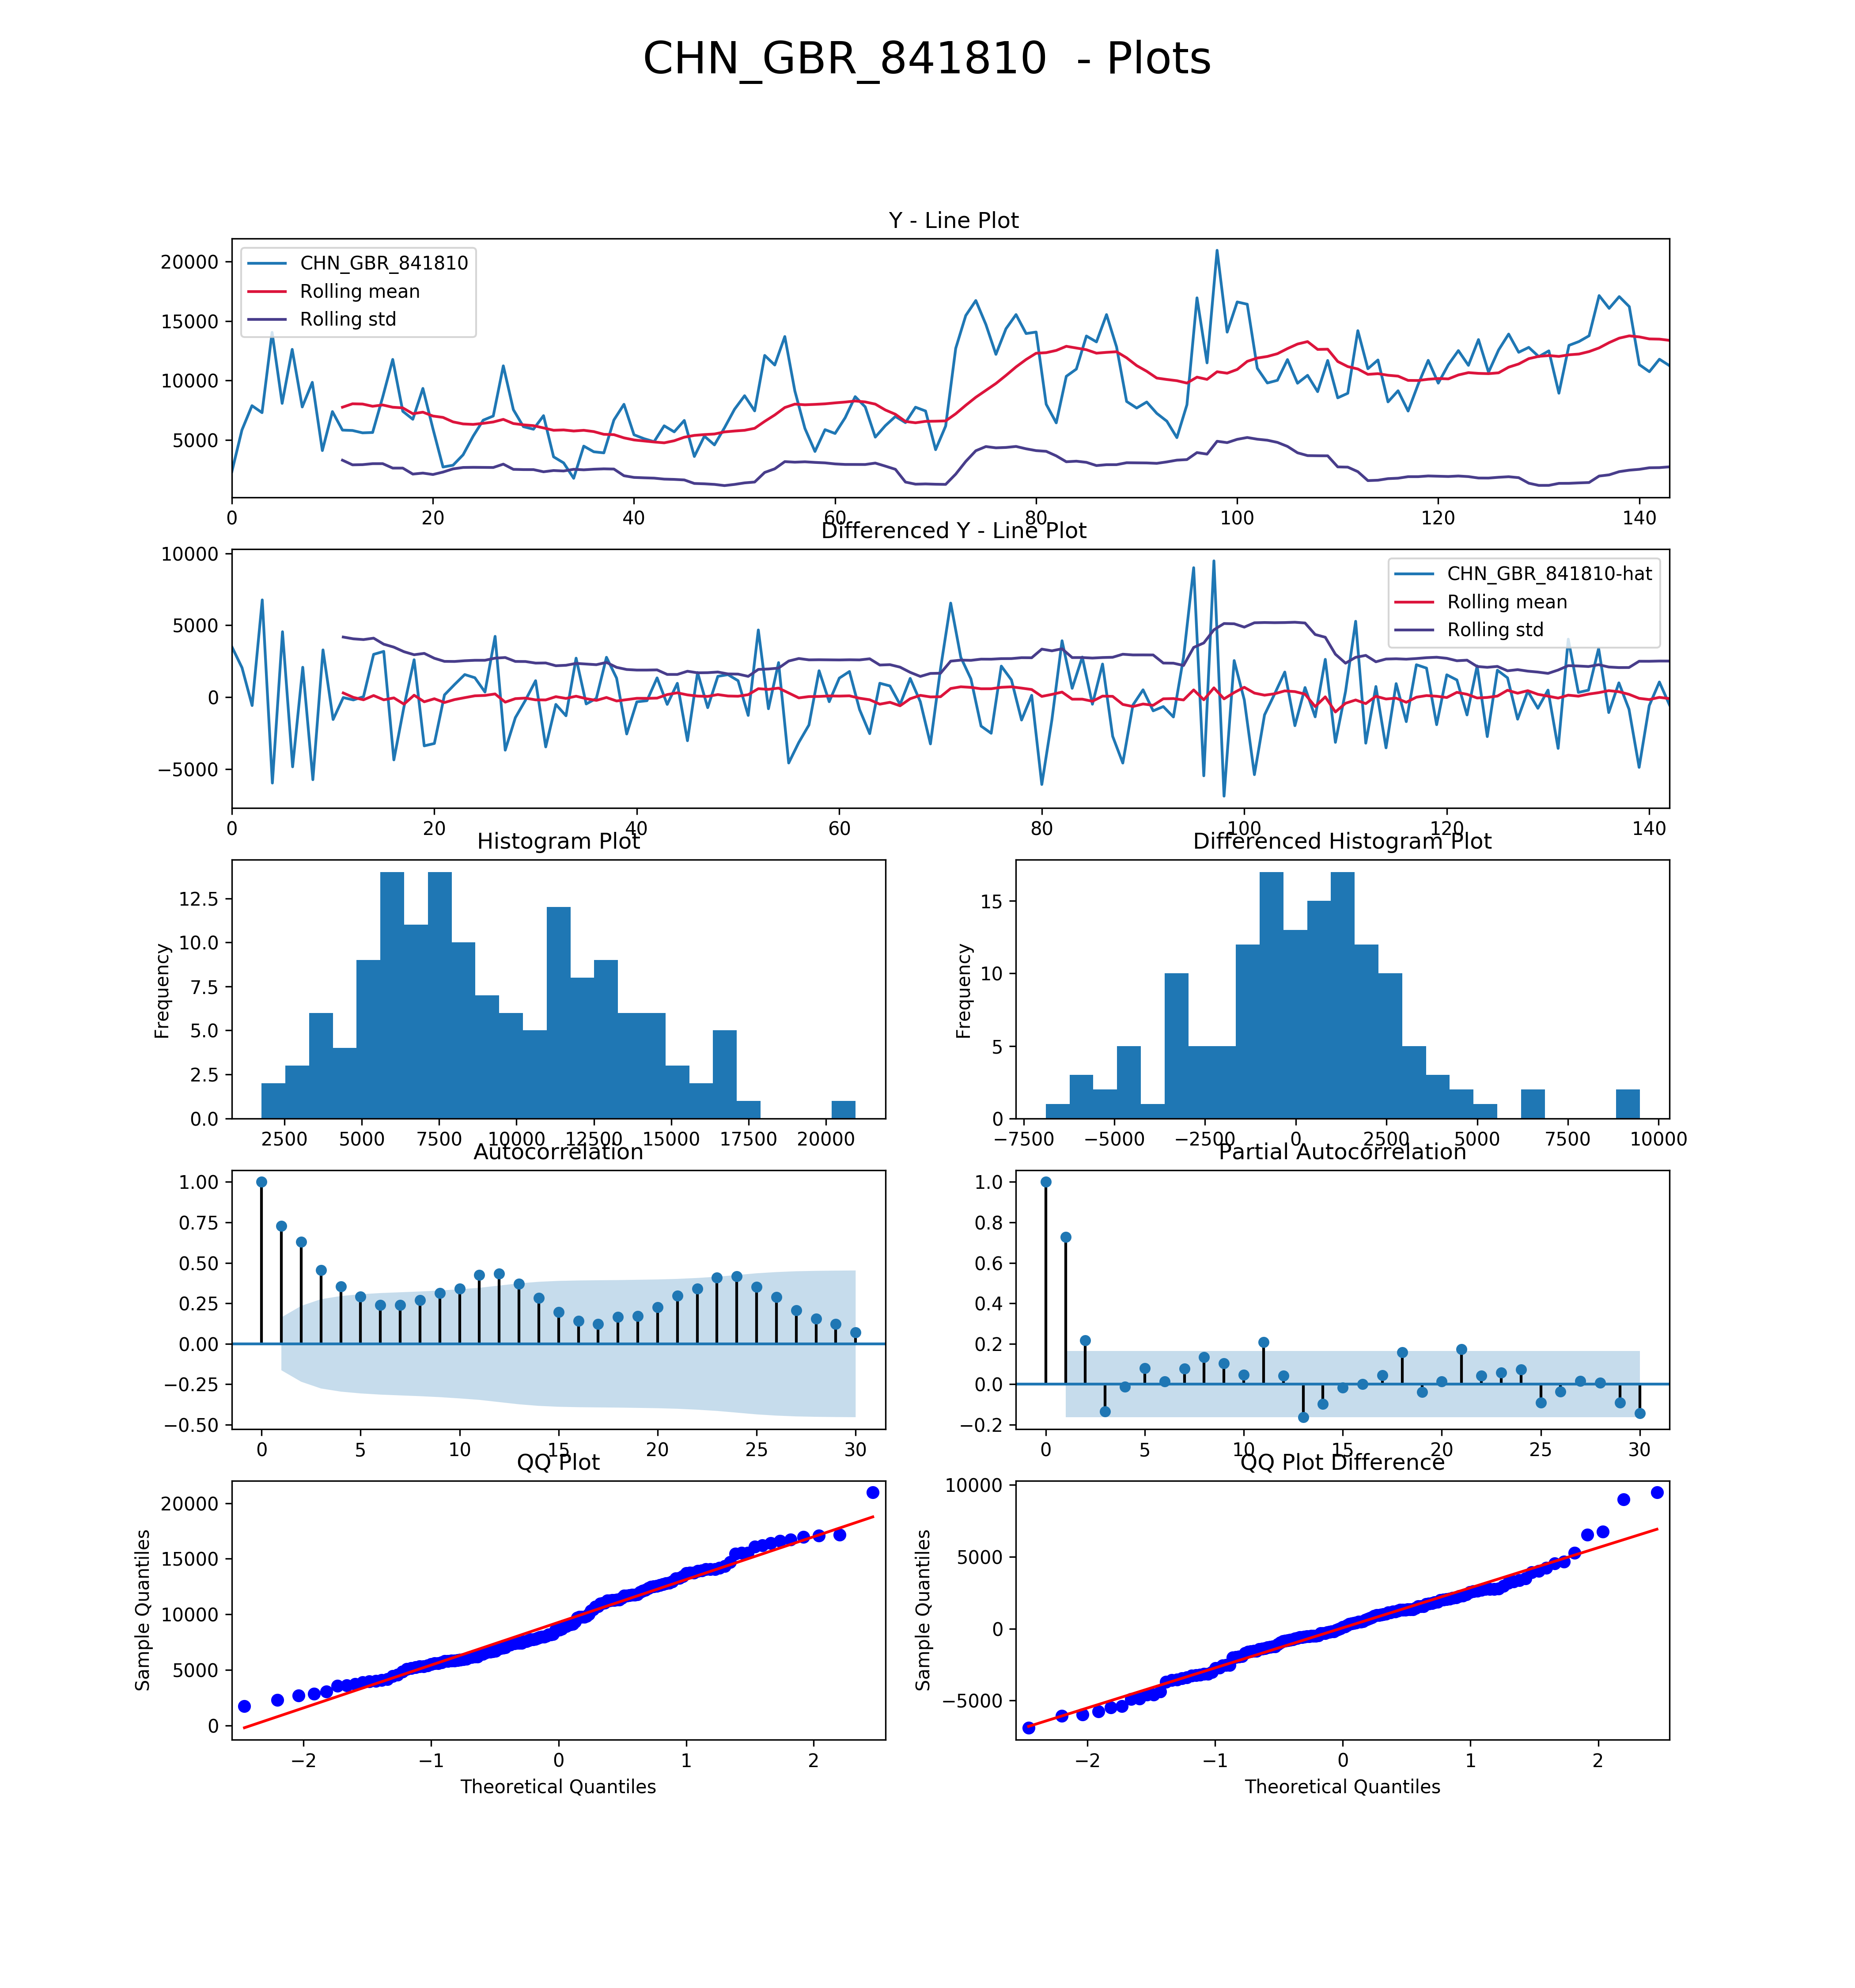 CHN_GBR_841810 - Plots
Y - Line Plot
20000
15000
10000
5000
CHN_GBR_841810
Rolling mean
Rolling std
0 20 40 60 80 100 120 140
Differenced Y - Line Plot
10000
5000
0
−5000
CHN_GBR_841810-hat
Rolling mean
Rolling std
0 20 40 60 80 100 120 140
Histogram Plot
Frequency
12.5
10.0
7.5
5.0
2.5
0.0
2500 5000 7500 10000 12500 15000 17500 20000
Differenced Histogram Plot
Frequency
15
10
5
0
−7500 −5000 −2500 0 2500 5000 7500 10000
Autocorrelation
1.00
0.75
0.50
0.25
0.00
−0.25
−0.50
0 5 10 15 20 25 30
Partial Autocorrelation
1.0
0.8
0.6
0.4
0.2
0.0
−0.2
0 5 10 15 20 25 30
QQ Plot
Sample Quantiles
20000
15000
10000
5000
0
−2 −1 0 1 2
Theoretical Quantiles
QQ Plot Difference
Sample Quantiles
10000
5000
0
−5000
−2 −1 0 1 2
Theoretical Quantiles